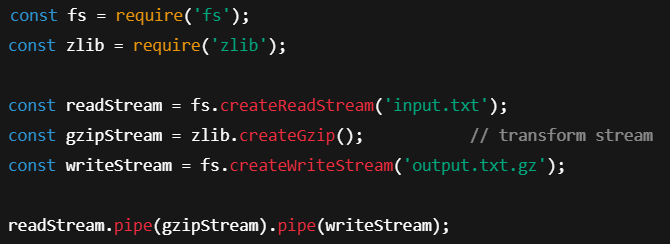 const fs = require('fs');
const zlib = require('zlib');
const readStream = fs.createReadStream('input.txt');
const gzipStream = zlib.createGzip();            // transform stream
const writeStream = fs.createWriteStream('output.txt.gz');
readStream.pipe(gzipStream).pipe(writeStream);